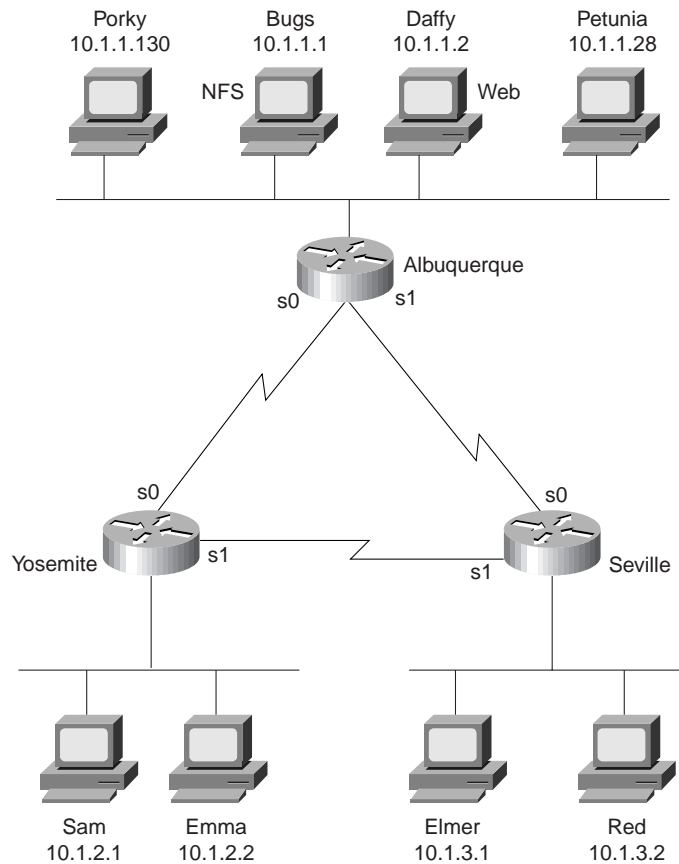 Porky
10.1.1.130
Bugs
10.1.1.1
Daffy
10.1.1.2
Petunia
10.1.1.28
NFS
Web
Albuquerque
s0
s1
s0
s0
Yosemite
s1
s1
Seville
Sam
10.1.2.1
Emma
10.1.2.2
Elmer
10.1.3.1
Red
10.1.3.2